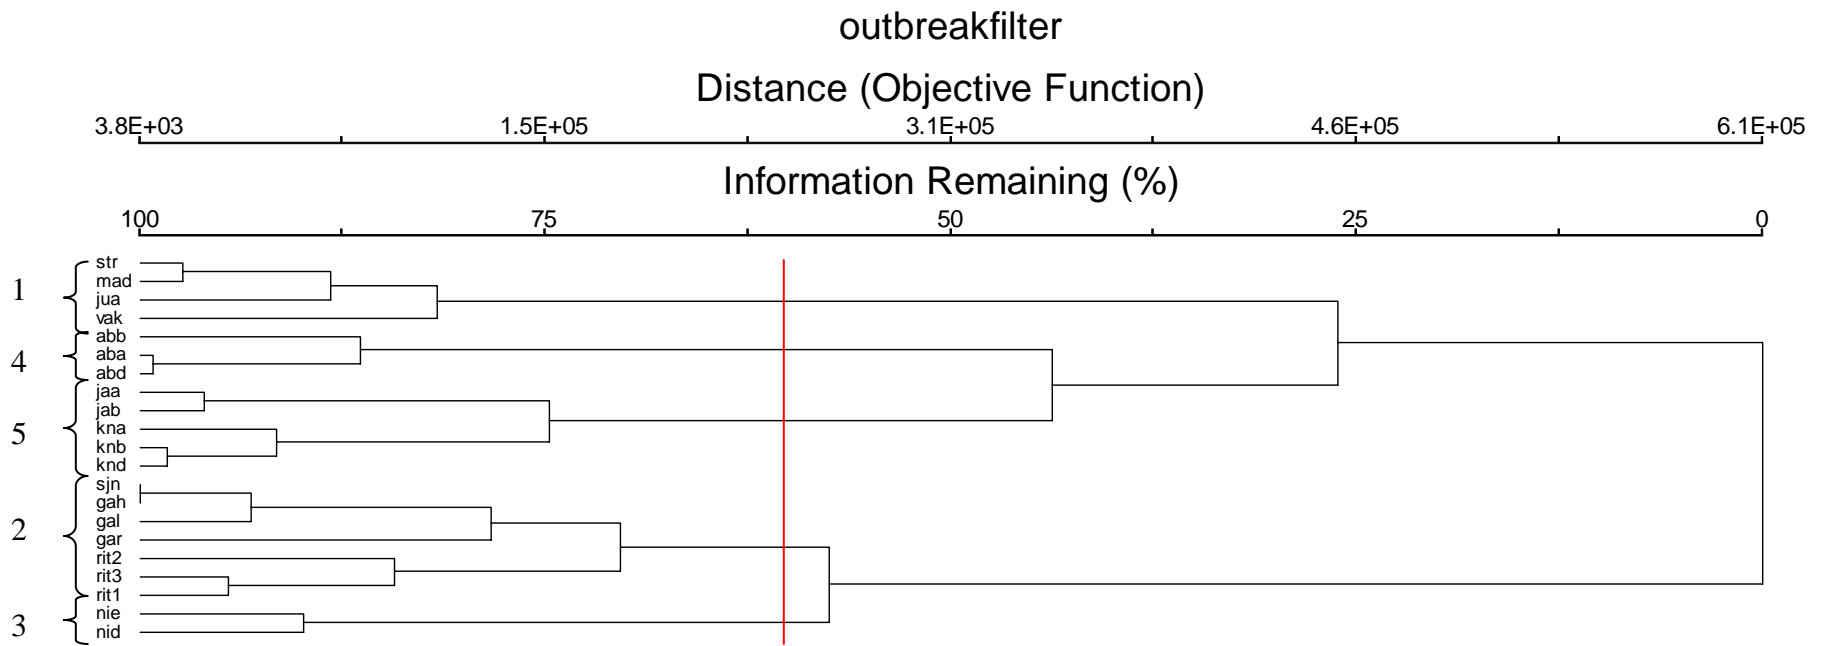 outbreakfilter
Distance (Objective Function)
3.8E+03 1.5E+05 3.1E+05 4.6E+05 6.1E+05
Information Remaining (%)
100 75 50 25 0
str
mad
1
jua
vak
abb
aba
4
abd
jaa
jab
kna
5
knb
knd
sjn
gah
gal
2
gar
rit2
rit3
rit1
nie
3
nid